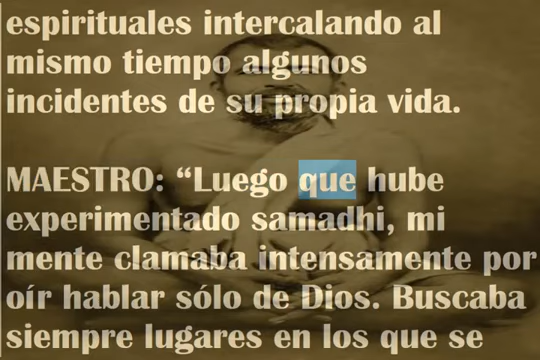 espirituales intercalando al
mismo tiempo algunos
incidentes de su propia vida.
MAESTRO: “Luego que hube
experimentado samadhi, mi
mente clamaba intensamente por
oír hablar sólo de Dios. Buscaba
siempre lugares en los que se